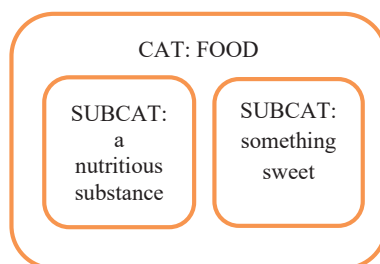 CAT: FOOD
SUBCAT:
a
nutritious
substance
SUBCAT:
something
sweet